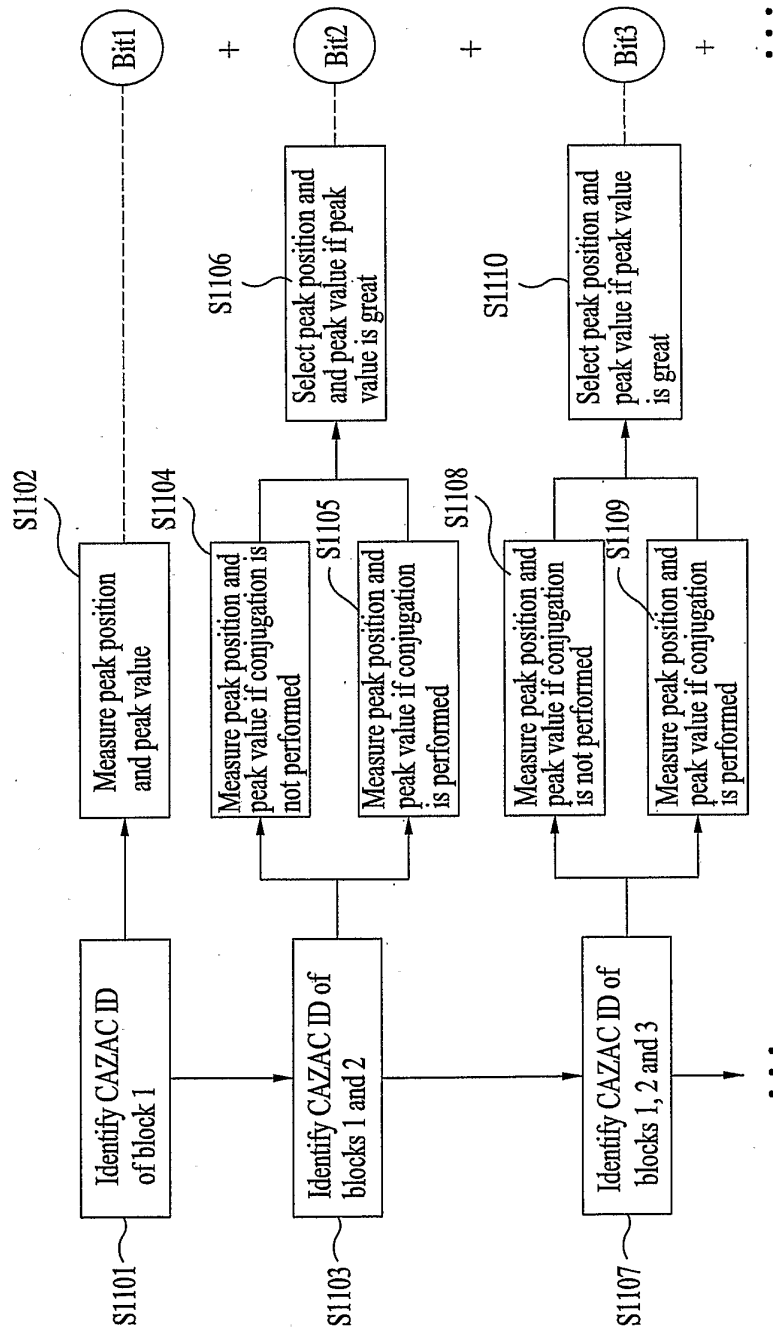 S1101
Identify CAZAC ID
of block 1
S1102
Measure peak position
and peak value
Bit1
+
S1103
Identify CAZAC ID of
blocks 1 and 2
S1104
Measure peak position and
peak value if conjugation is
not performed
S1105
Measure peak position and
peak value if conjugation
is performed
S1106
Select peak position and
and peak value if peak
value is great
Bit2
+
S1107
Identify CAZAC ID of
blocks 1, 2 and 3
S1108
Measure peak position and
peak value if conjugation
is not performed
S1109
Measure peak position and
peak value if conjugation
is performed
S1110
Select peak position and
peak value if peak value
is great
Bit3
+
...
...